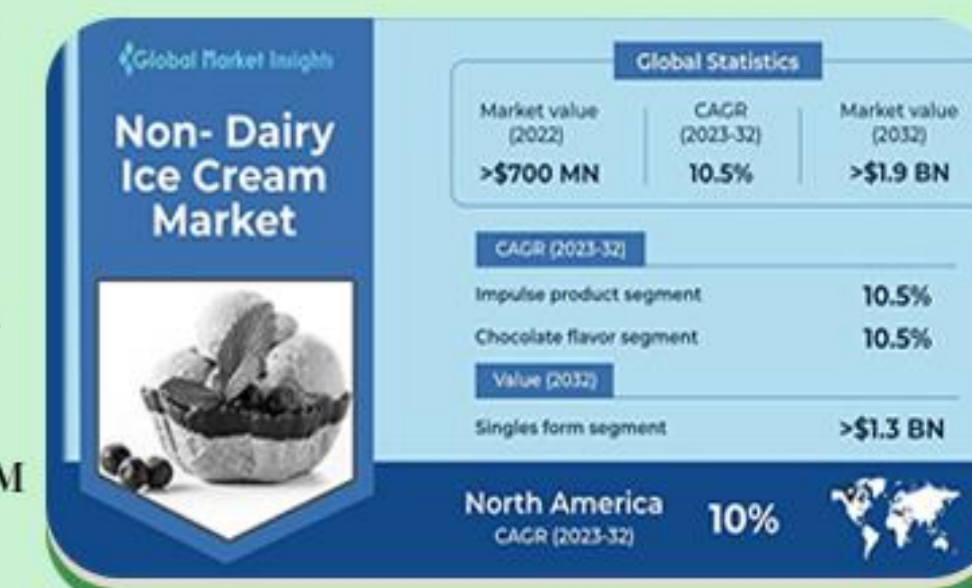 Global Market Insights
Non- Dairy
Ice Cream
Market
Global Statistics
Market value
(2022)
>$700 MN
CAGR
(2023-32)
10.5%
Market value
(2032)
>$1.9 BN
CAGR (2023-32)
Impulse product segment 10.5%
Chocolate flavor segment 10.5%
Value (2032)
Singles form segment >$1.3 BN
North America
CAGR (2023-32)
10%
M